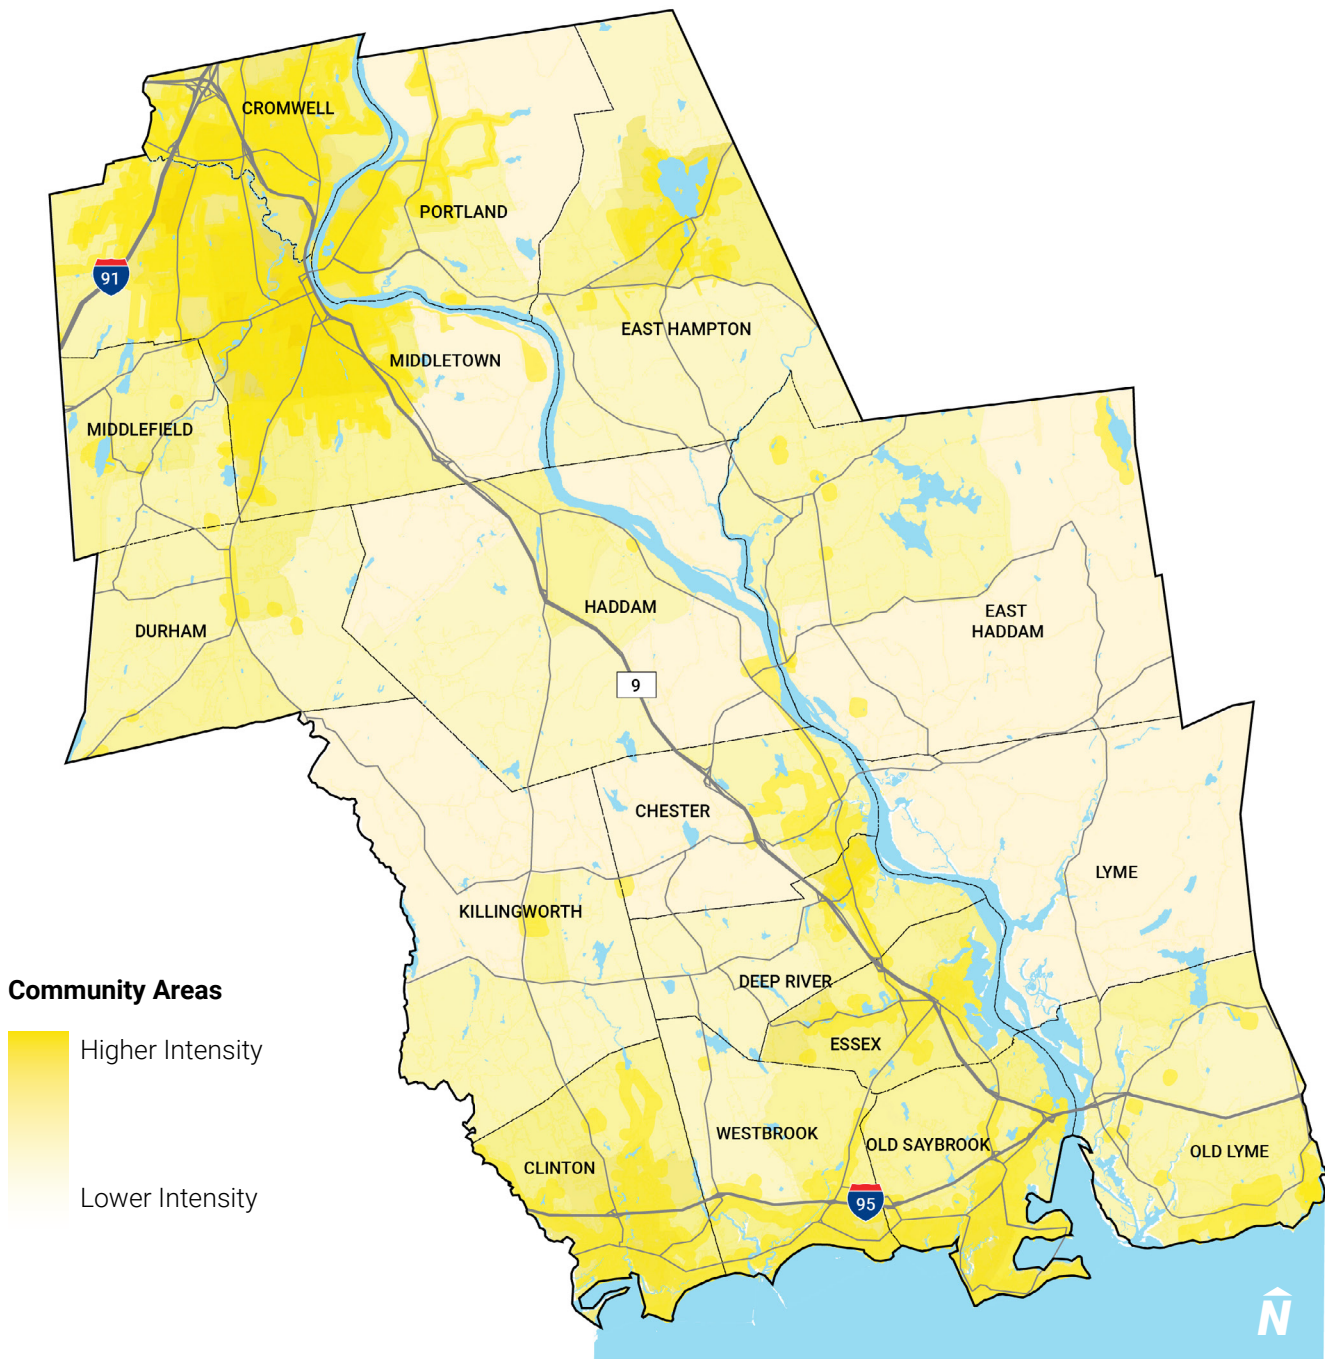 CROMWELL
PORTLAND
91
EAST HAMPTON
MIDDLETOWN
MIDDLEFIELD
HADDAM
EAST
HADDAM
DURHAM
9
CHESTER
LYME
KILLINGWORTH
DEEP RIVER
ESSEX
WESTBROOK
OLD SAYBROOK
OLD LYME
CLINTON
95
Community Areas
Higher Intensity
Lower Intensity
N